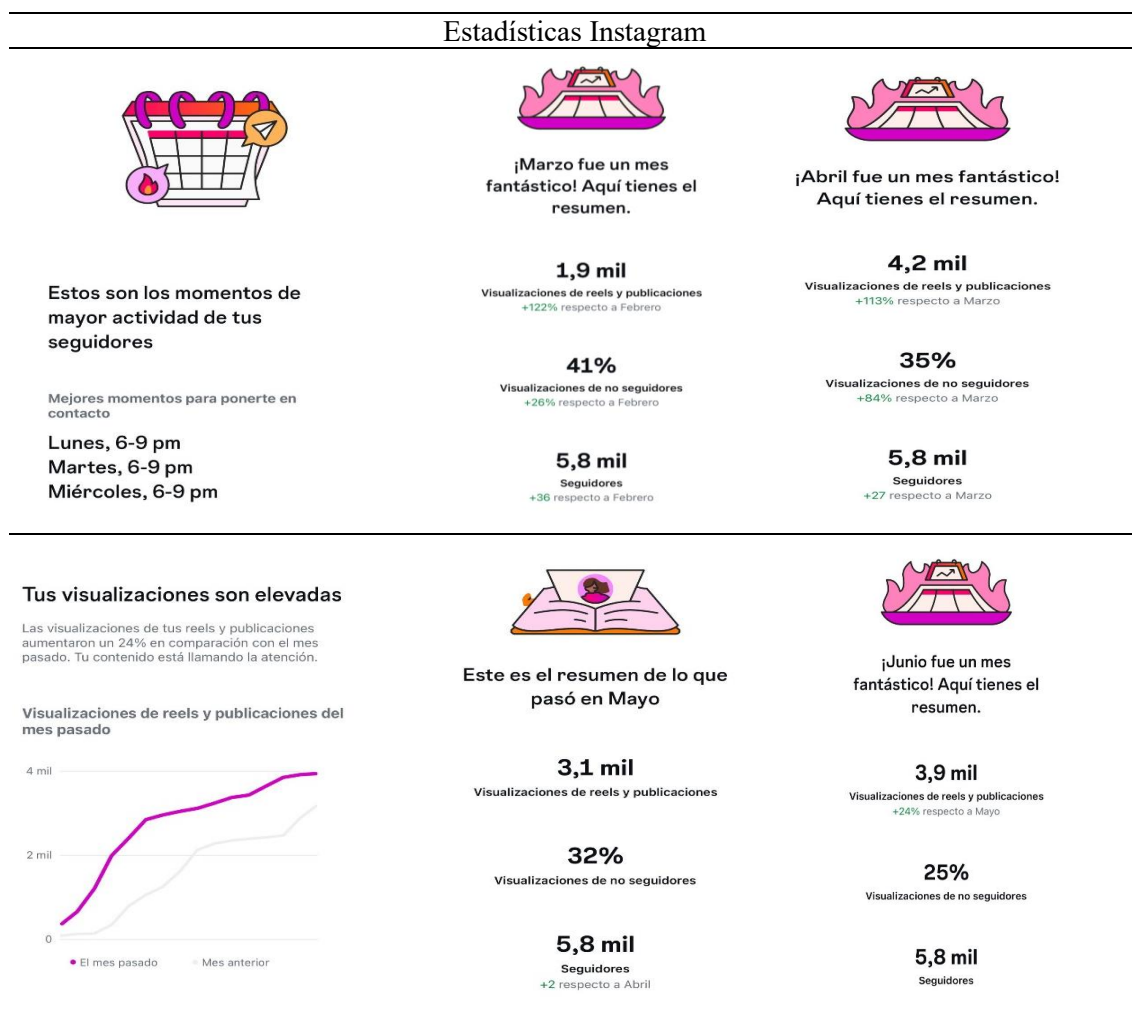 Estadísticas Instagram
Estos son los momentos de
mayor actividad de tus
seguidores
Mejores momentos para ponerte en
contacto
Lunes, 6-9 pm
Martes, 6-9 pm
Miércoles, 6-9 pm
¡Marzo fue un mes
fantástico! Aquí tienes el
resumen.
1,9 mil
Visualizaciones de reels y publicaciones
+122% respecto a Febrero
41%
Visualizaciones de no seguidores
+26% respecto a Febrero
5,8 mil
Seguidores
+36 respecto a Febrero
¡Abril fue un mes fantástico!
Aquí tienes el resumen.
4,2 mil
Visualizaciones de reels y publicaciones
+113% respecto a Marzo
35%
Visualizaciones de no seguidores
+84% respecto a Marzo
5,8 mil
Seguidores
+27 respecto a Marzo
Tus visualizaciones son elevadas
Las visualizaciones de tus reels y publicaciones
aumentaron un 24% en comparación con el mes
pasado. Tu contenido está llamando la atención.
Visualizaciones de reels y publicaciones del
mes pasado
4 mil
2 mil
0
El mes pasado
Mes anterior
Este es el resumen de lo que
pasó en Mayo
3,1 mil
Visualizaciones de reels y publicaciones
32%
Visualizaciones de no seguidores
5,8 mil
Seguidores
+2 respecto a Abril
¡Junio fue un mes
fantástico! Aquí tienes el
resumen.
3,9 mil
Visualizaciones de reels y publicaciones
+24% respecto a Mayo
25%
Visualizaciones de no seguidores
5,8 mil
Seguidores